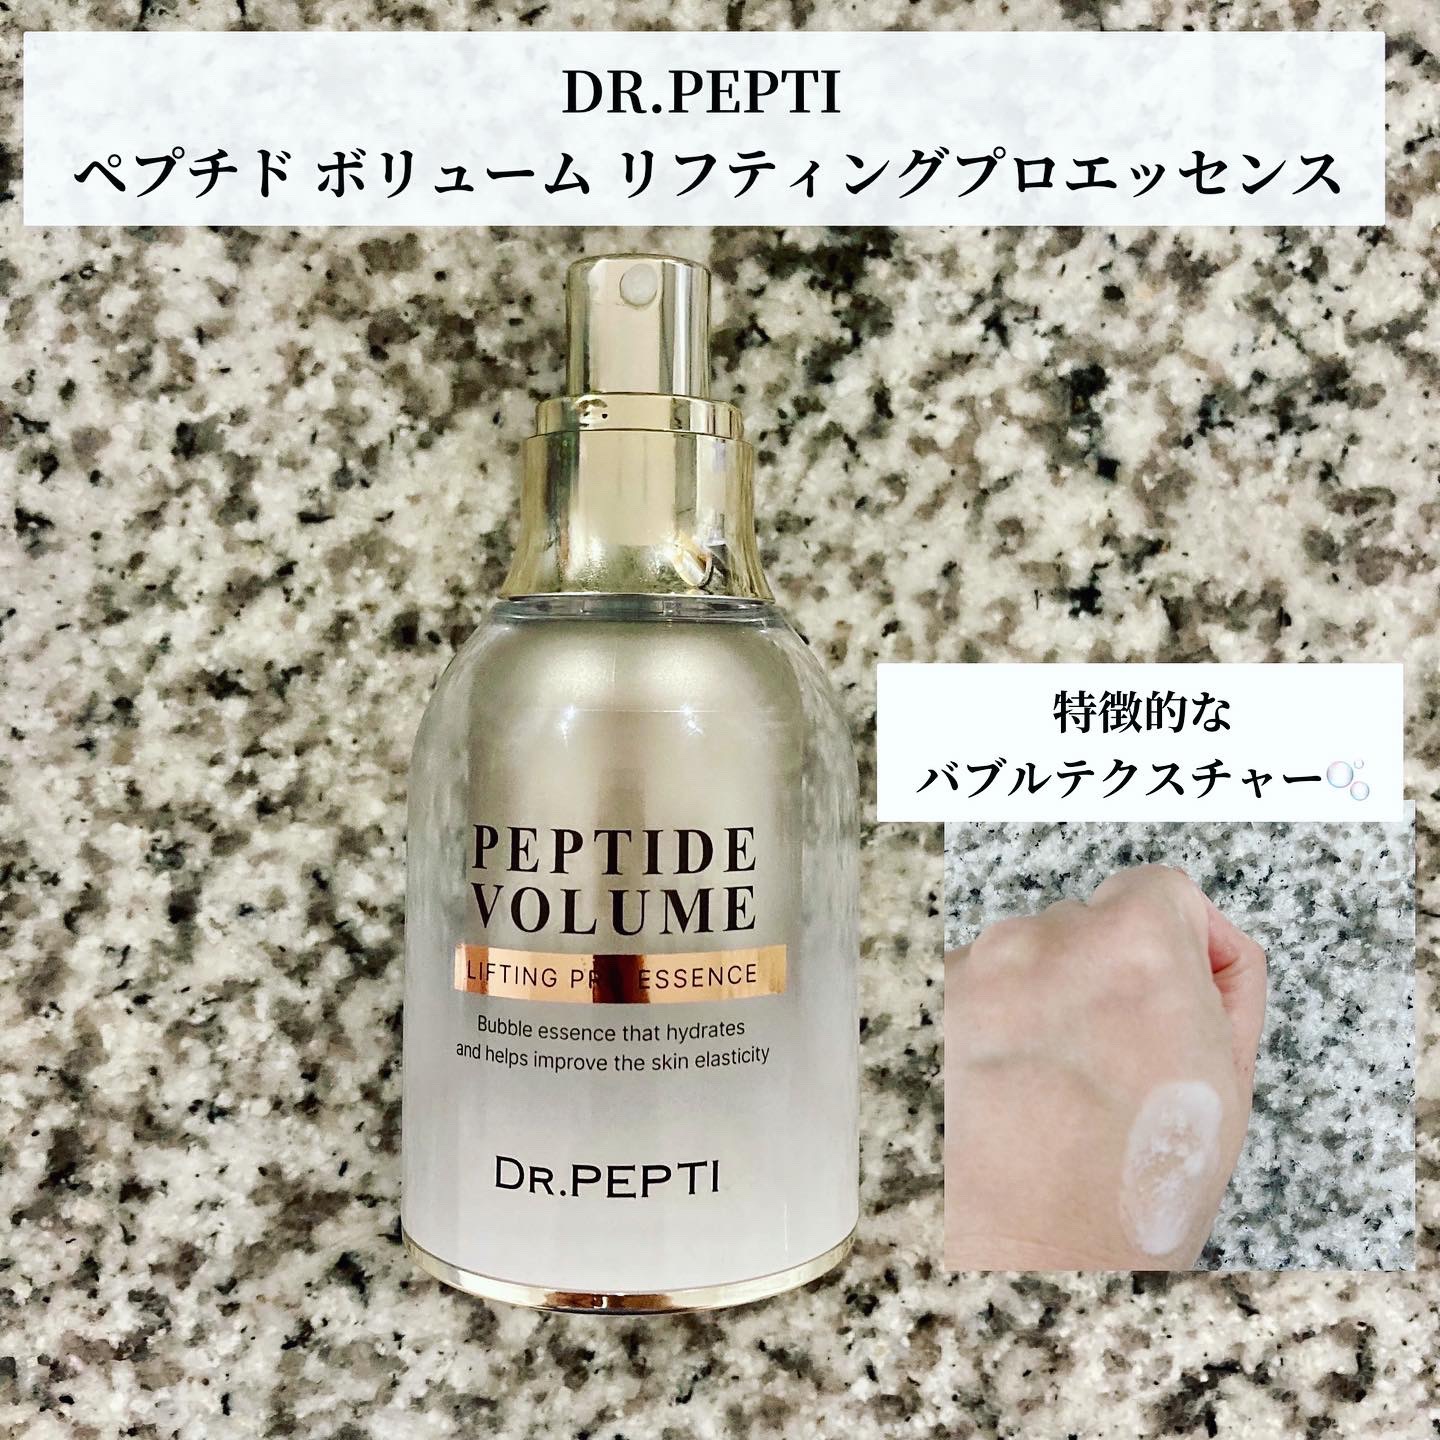 DR.PEPTI
ペプチド ボリューム リフティングプロエッセンス
特徴的な
バブルテクスチャー🫧
PEPTIDE
VOLUME
LIFTING PRO ESSENCE
Bubble essence that hydrates
and helps improve the skin elasticity
DR.PEPTI